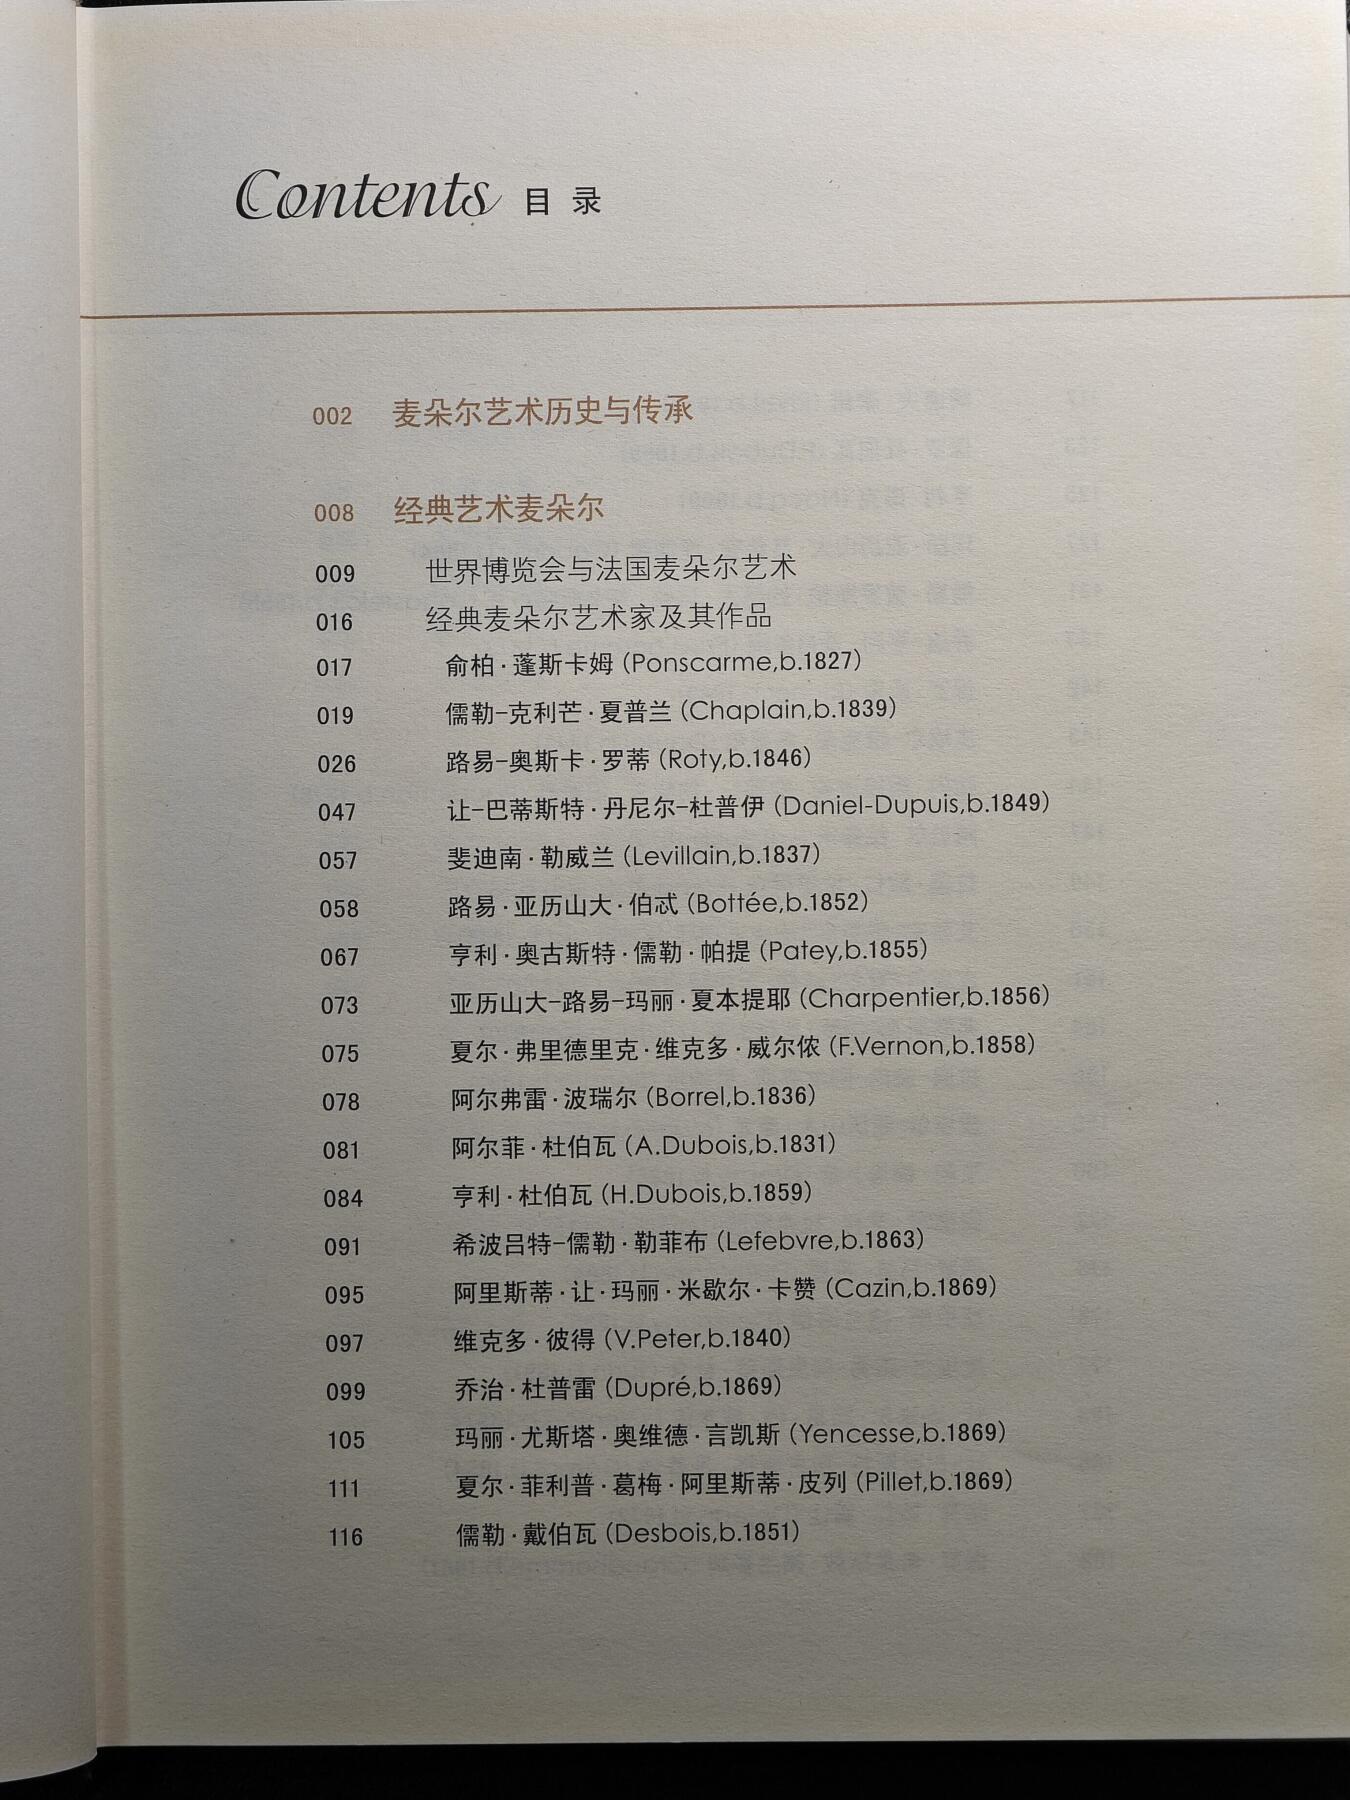 Contents 目 录
002 麦朵尔艺术历史与传承
008 经典艺术麦朵尔
009 世界博览会与法国麦朵尔艺术
016 经典麦朵尔艺术家及其作品
017 俞柏·蓬斯卡姆 (Ponscarme,b.1827)
019 儒勒-克利芒·夏普兰 (Chaplain,b.1839)
026 路易-奥斯卡·罗蒂 (Roty,b.1846)
047 让-巴蒂斯特·丹尼尔-杜普伊 (Daniel-Dupuis,b.1849)
057 斐迪南·勒威兰 (Levillain,b.1837)
058 路易·亚历山大·伯忒 (Bottée,b.1852)
067 亨利·奥古斯特·儒勒·帕提 (Patey,b.1855)
073 亚历山大-路易-玛丽·夏本提耶 (Charpentier,b.1856)
075 夏尔·弗里德里克·维克多·威尔侬 (F.Vernon,b.1858)
078 阿尔弗雷·波瑞尔 (Borrel,b.1836)
081 阿尔菲·杜伯瓦 (A.Dubois,b.1831)
084 亨利·杜伯瓦 (H.Dubois,b.1859)
091 希波吕特-儒勒·勒菲布 (Lefebvre,b.1863)
095 阿里斯蒂·让·玛丽·米歇尔·卡赞 (Cazin,b.1869)
097 维克多·彼得 (V.Peter,b.1840)
099 乔治·杜普雷 (Dupré,b.1869)
105 玛丽·尤斯塔·奥维德·言凯斯 (Yencesse,b.1869)
111 夏尔·菲利普·葛梅·阿里斯蒂·皮列 (Pillet,b.1869)
116 儒勒·戴伯瓦 (Desbois,b.1851)